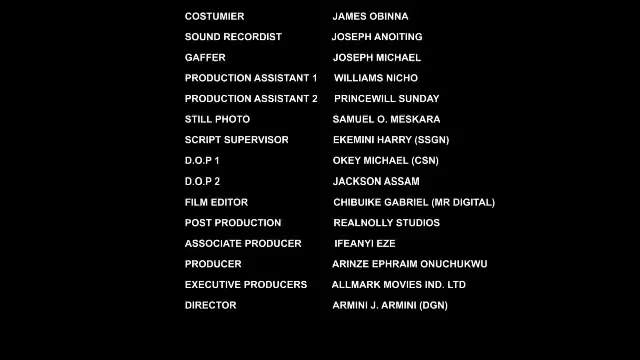 COSTUMIER JAMES OBINNA
SOUND RECORDIST JOSEPH ANOITING
GAFFER JOSEPH MICHAEL
PRODUCTION ASSISTANT 1 WILLIAMS NICHO
PRODUCTION ASSISTANT 2 PRINCEWILL SUNDAY
STILL PHOTO SAMUEL O. MESKARA
SCRIPT SUPERVISOR EKEMINI HARRY (SSGN)
D.O.P 1 OKEY MICHAEL (CSN)
D.O.P 2 JACKSON ASSAM
FILM EDITOR CHIBUIKE GABRIEL (MR DIGITAL)
POST PRODUCTION REALNOLLY STUDIOS
ASSOCIATE PRODUCER IFEANYI EZE
PRODUCER ARINZE EPHRAIM ONUCHUKWU
EXECUTIVE PRODUCERS ALLMARK MOVIES IND. LTD
DIRECTOR ARMINI J. ARMINI (DGN)